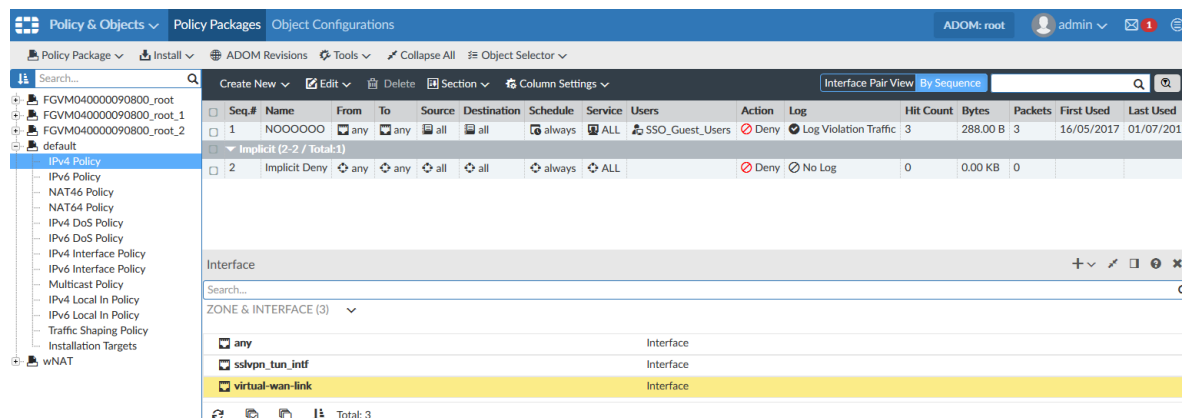 Policy & Objects Policy Packages Object Configurations ADOM: root admin 1
Policy Package Install ADOM Revisions Tools Collapse All Object Selector
Search...
Create New Edit Delete Section Column Settings Interface Pair View By Sequence
FGVM040000090800_root
FGVM040000090800_root_1
FGVM040000090800_root_2
default
IPv4 Policy
IPv6 Policy
NAT46 Policy
NAT64 Policy
IPv4 DoS Policy
IPv6 DoS Policy
IPv4 Interface Policy
IPv6 Interface Policy
Multicast Policy
IPv4 Local In Policy
IPv6 Local In Policy
Traffic Shaping Policy
Installation Targets
wNAT
Seq.# Name From To Source Destination Schedule Service Users Action Log Hit Count Bytes Packets First Used Last Used
1 NOOOOOO any any all all always ALL SSO_Guest_Users Deny Log Violation Traffic 3 288.00 B 3 16/05/2017 01/07/201
Implicit (2-2 / Total:1)
2 Implicit Deny any any all all always ALL Deny No Log 0 0.00 KB 0
Interface
Search...
ZONE & INTERFACE (3)
any Interface
sslvpn_tun_intf Interface
virtual-wan-link Interface
Total: 3